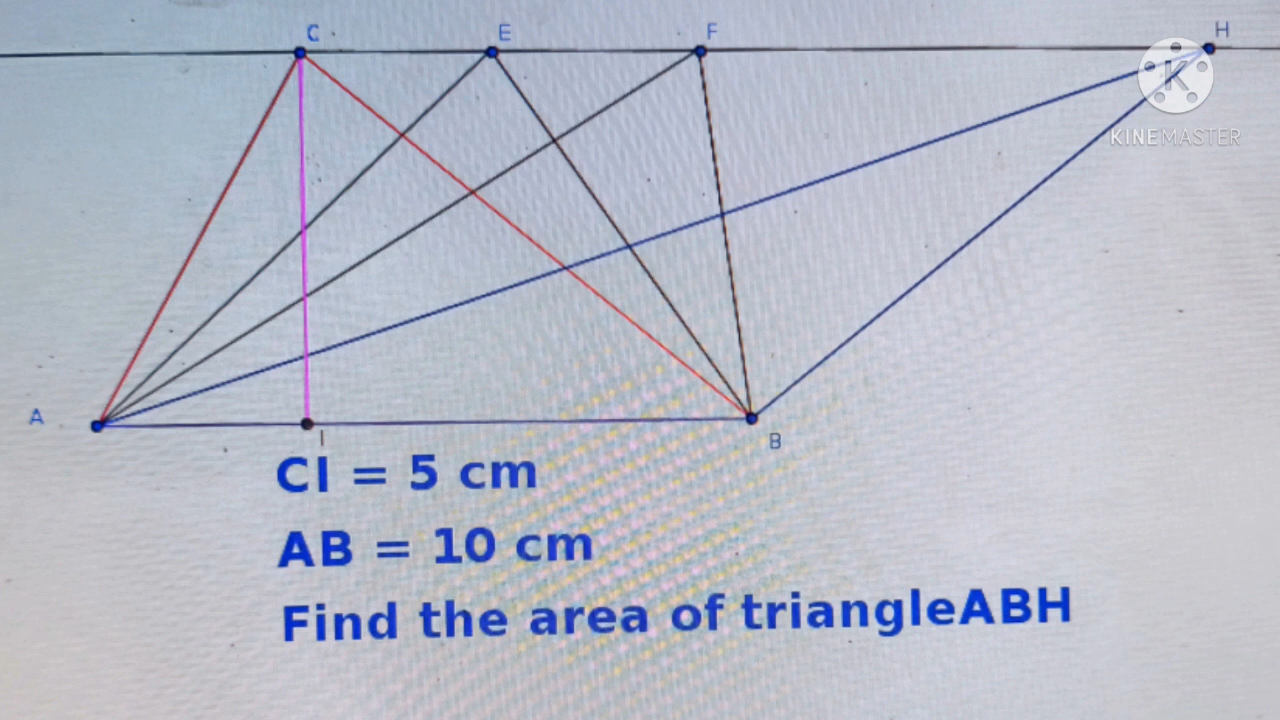 C E F H
K
KINEMASTER
A
I
B
CI = 5 cm
AB = 10 cm
Find the area of triangleABH